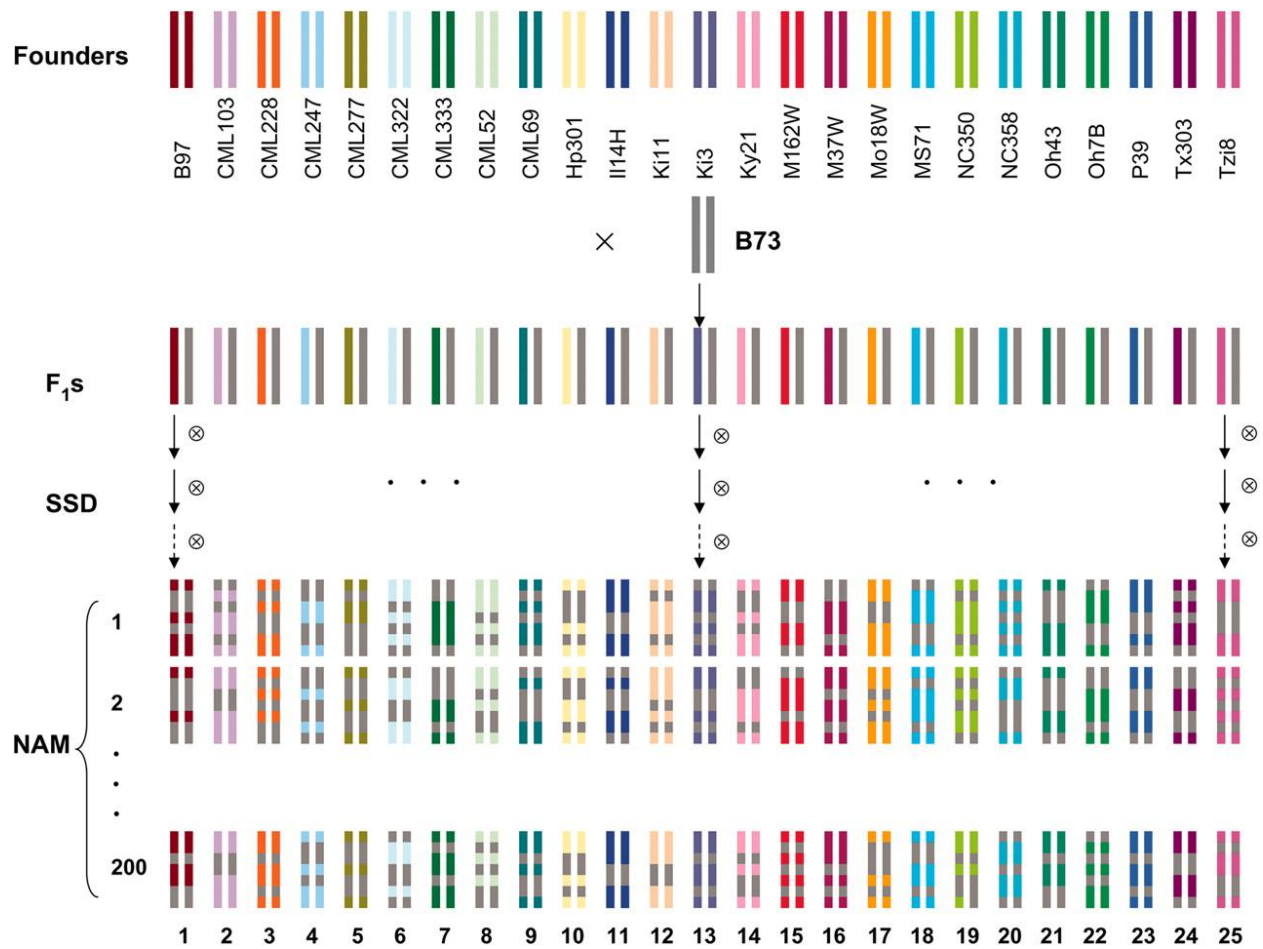 Founders
B97 CML103 CML228 CML247 CML277 CML322 CML333 CML52 CML69 Hp301 Il14H Ki11 Ki3 Ky21 M162W M37W Mo18W MS71 NC350 NC358 Oh43 Oh7B P39 Tx303 Tzi8
× B73
F₁s
SSD
1
2
NAM
200
1 2 3 4 5 6 7 8 9 10 11 12 13 14 15 16 17 18 19 20 21 22 23 24 25